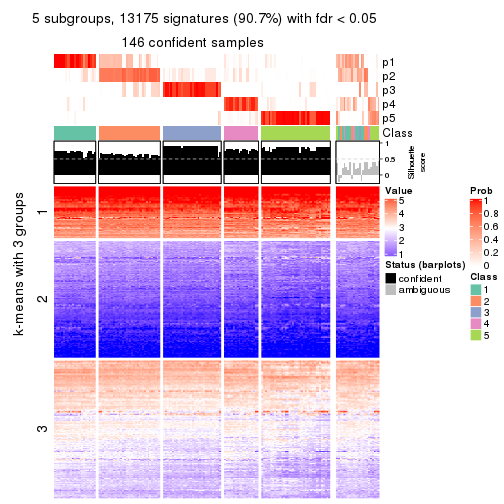 5 subgroups, 13175 signatures (90.7%) with fdr < 0.05
146 confident samples
p1
p2
p3
p4
p5
Class
1
0.5
0
Silhouette
score
k-means with 3 groups
1
2
3
Value
5
4
3
2
1
Status (barplots)
confident
ambiguous
Prob
1
0.8
0.6
0.4
0.2
0
Class
1
2
3
4
5